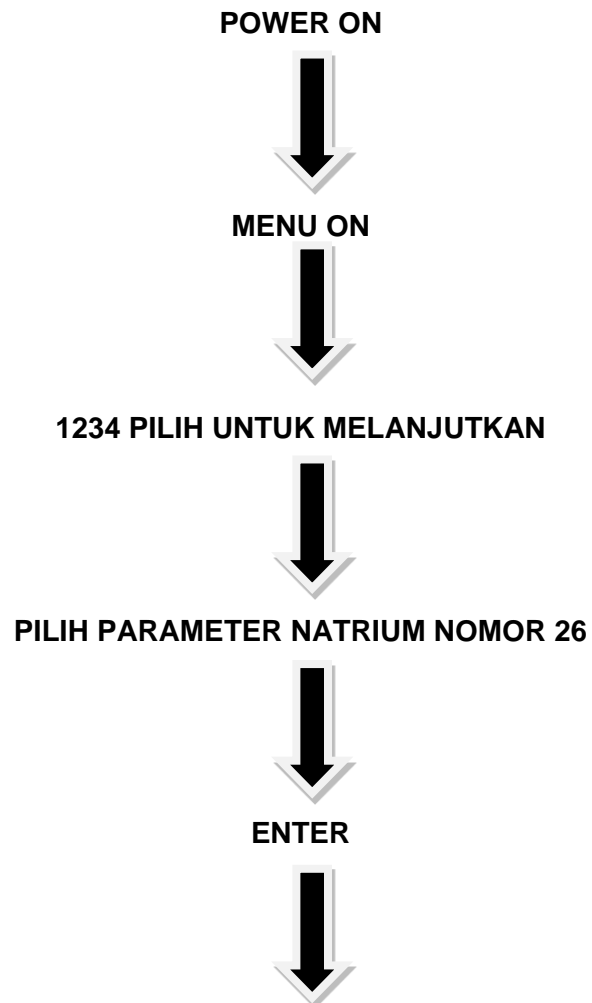 POWER ON
MENU ON
1234 PILIH UNTUK MELANJUTKAN
PILIH PARAMETER NATRIUM NOMOR 26
ENTER